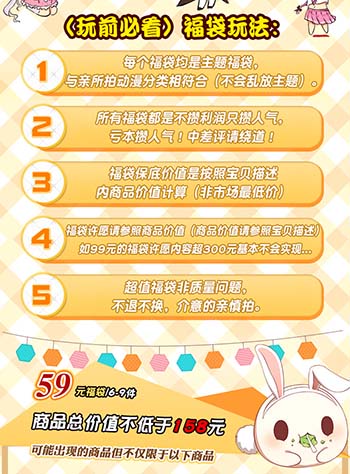 （玩前必看）福袋玩法：
1
每个福袋均是主题福袋，
与亲所拍动漫分类相符合（不会乱放主题）。
2
所有福袋都是不攒利润只攒人气，
亏本攒人气！中差评请绕道！
3
福袋保底价值是按照宝贝描述
内商品价值计算（非市场最低价）
4
福袋许愿请参照商品价值（商品价值请参照宝贝描述）
如99元的福袋许愿内容超300元基本不会实现...
5
超值福袋非质量问题，
不退不换，介意的亲慎拍。
59元福袋/6-9件
商品总价值不低于158元
可能出现的商品但不仅限于以下商品